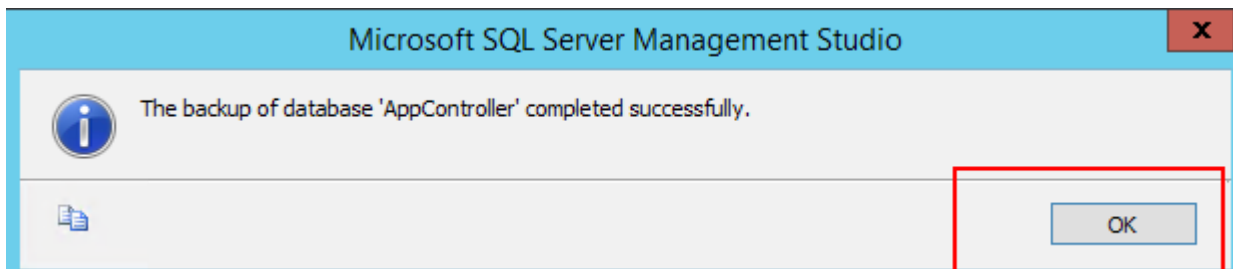 Microsoft SQL Server Management Studio
x
The backup of database 'AppController' completed successfully.
OK